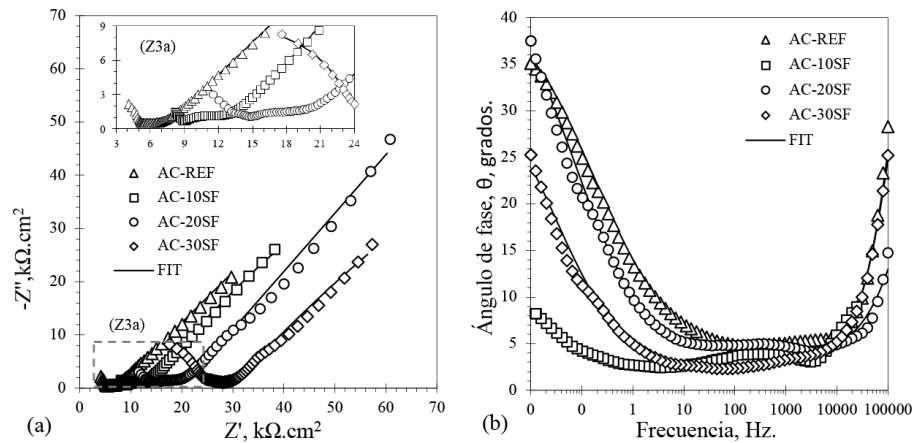 (a)
-Z'',kΩ.cm²
70
60
50
40
30
20
10
0
0
10
20
30
40
50
60
70
Z', kΩ.cm²
(Z3a)
9
6
3
0
3
6
9
12
15
18
21
24
AC-REF
AC-10SF
AC-20SF
AC-30SF
FIT
(Z3a)
(b)
Ángulo de fase, θ, grados.
40
35
30
25
20
15
10
5
0
0
0
1
10
100
1000
10000
100000
Frecuencia, Hz.
AC-REF
AC-10SF
AC-20SF
AC-30SF
FIT